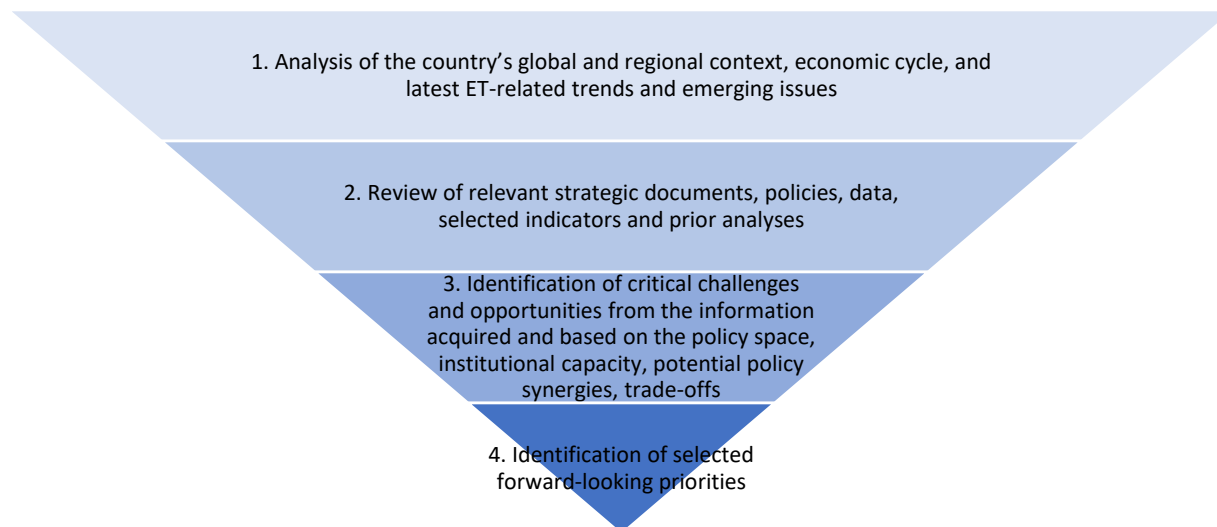 1. Analysis of the country’s global and regional context, economic cycle, and
latest ET-related trends and emerging issues
2. Review of relevant strategic documents, policies, data,
selected indicators and prior analyses
3. Identification of critical challenges
and opportunities from the information
acquired and based on the policy space,
institutional capacity, potential policy
synergies, trade-offs
4. Identification of selected
forward-looking priorities